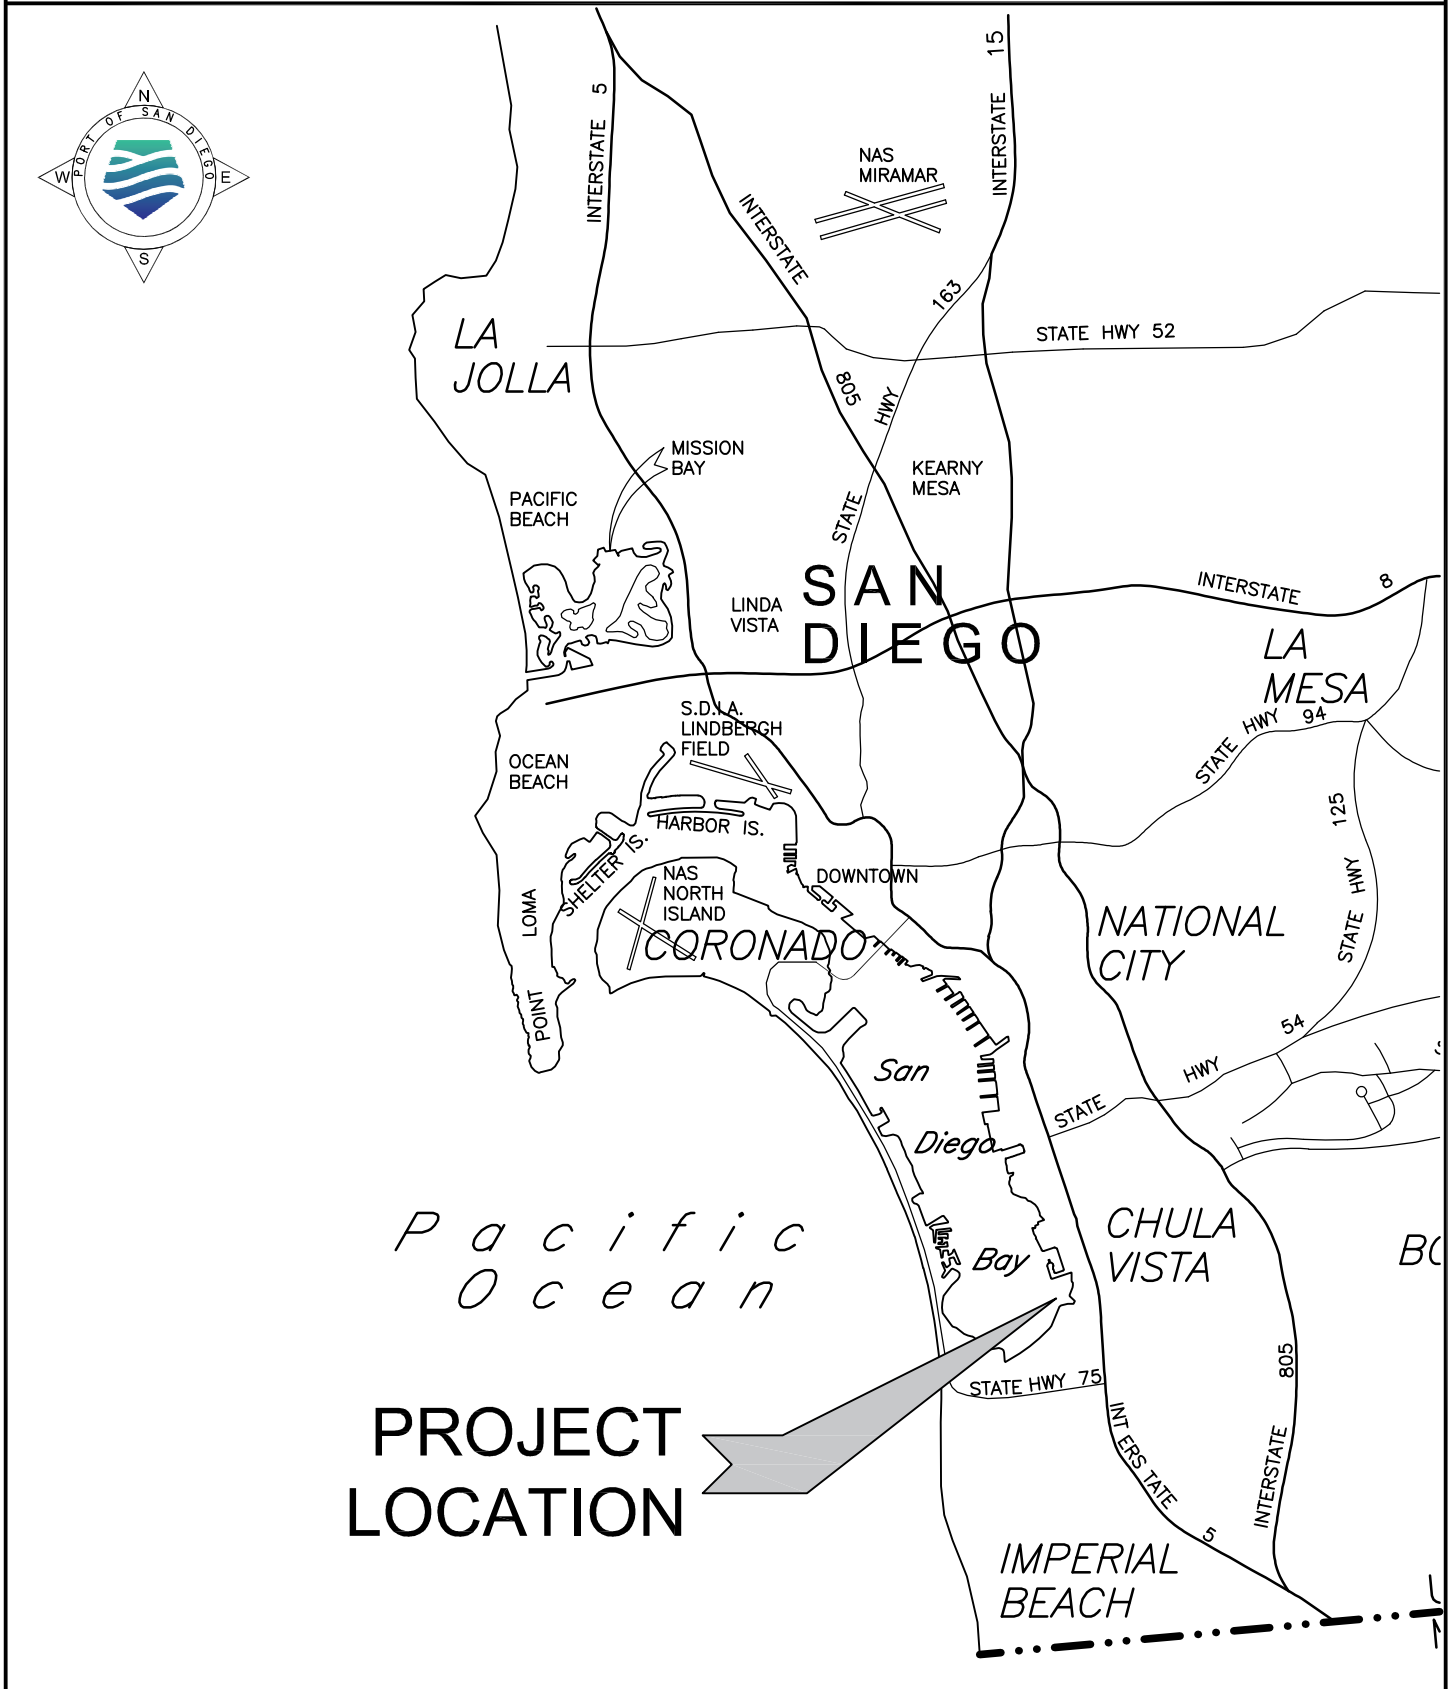 N
PORT OF SAN DIEGO
W
E
S
INTERSTATE 5
INTERSTATE 15
NAS
MIRAMAR
INTERSTATE
805
163
HWY
STATE
STATE HWY 52
LA
JOLLA
MISSION
BAY
KEARNY
MESA
PACIFIC
BEACH
SAN
DIEGO
LINDA
VISTA
INTERSTATE 8
LA
MESA
STATE HWY 94
S.D.I.A.
LINDBERGH
FIELD
OCEAN
BEACH
HARBOR IS.
SHELTER IS.
125
STATE HWY
DOWNTOWN
NAS
NORTH
ISLAND
CORONADO
POINT LOMA
NATIONAL
CITY
STATE HWY 54
San
Diego
Bay
Pacific
Ocean
CHULA
VISTA
BO
PROJECT
LOCATION
STATE HWY 75
INTERSTATE 5
INTERSTATE 805
IMPERIAL
BEACH